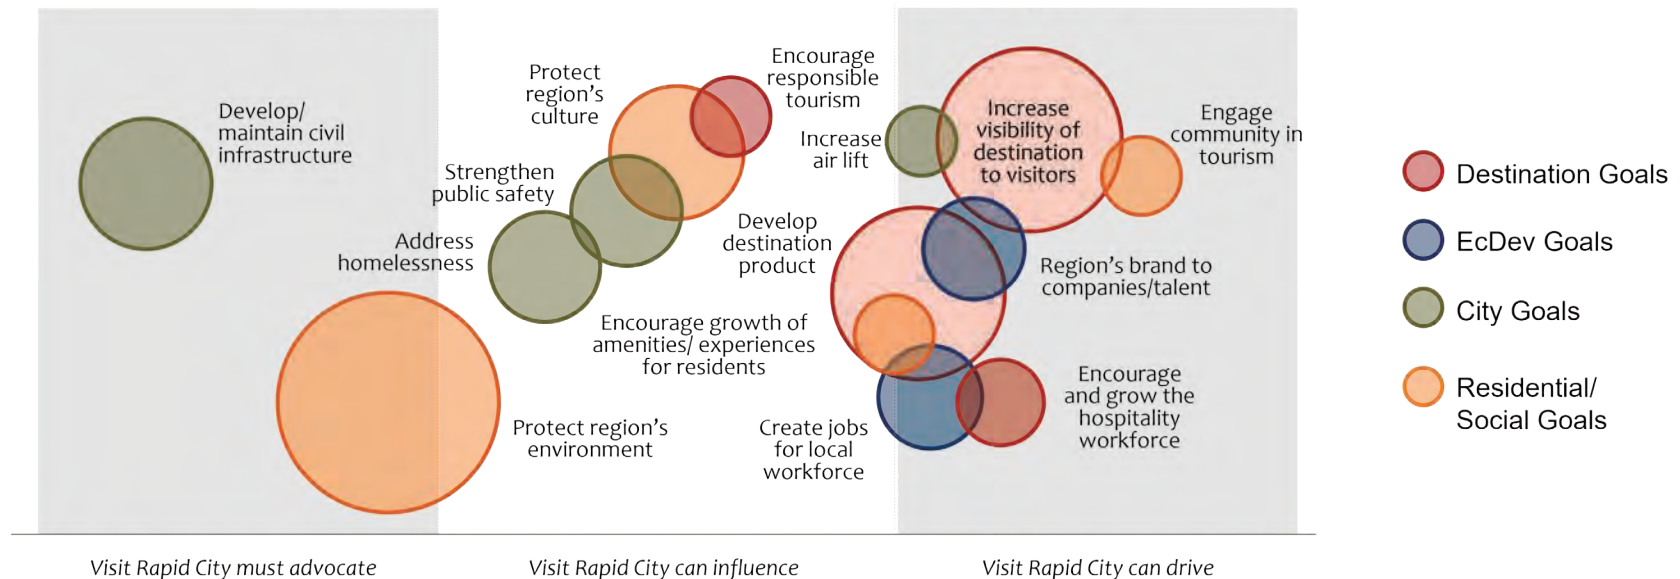 Develop/
maintain civil
infrastructure
Protect
region's
culture
Encourage
responsible
tourism
Strengthen
public safety
Address
homelessness
Protect region's
environment
Increase
air lift
Increase
visibility of
destination
to visitors
Engage
community in
tourism
Develop
destination
product
Region's brand to
companies/talent
Encourage growth of
amenities/ experiences
for residents
Create jobs
for local
workforce
Encourage
and grow the
hospitality
workforce
Destination Goals
EcDev Goals
City Goals
Residential/
Social Goals
Visit Rapid City must advocate
Visit Rapid City can influence
Visit Rapid City can drive